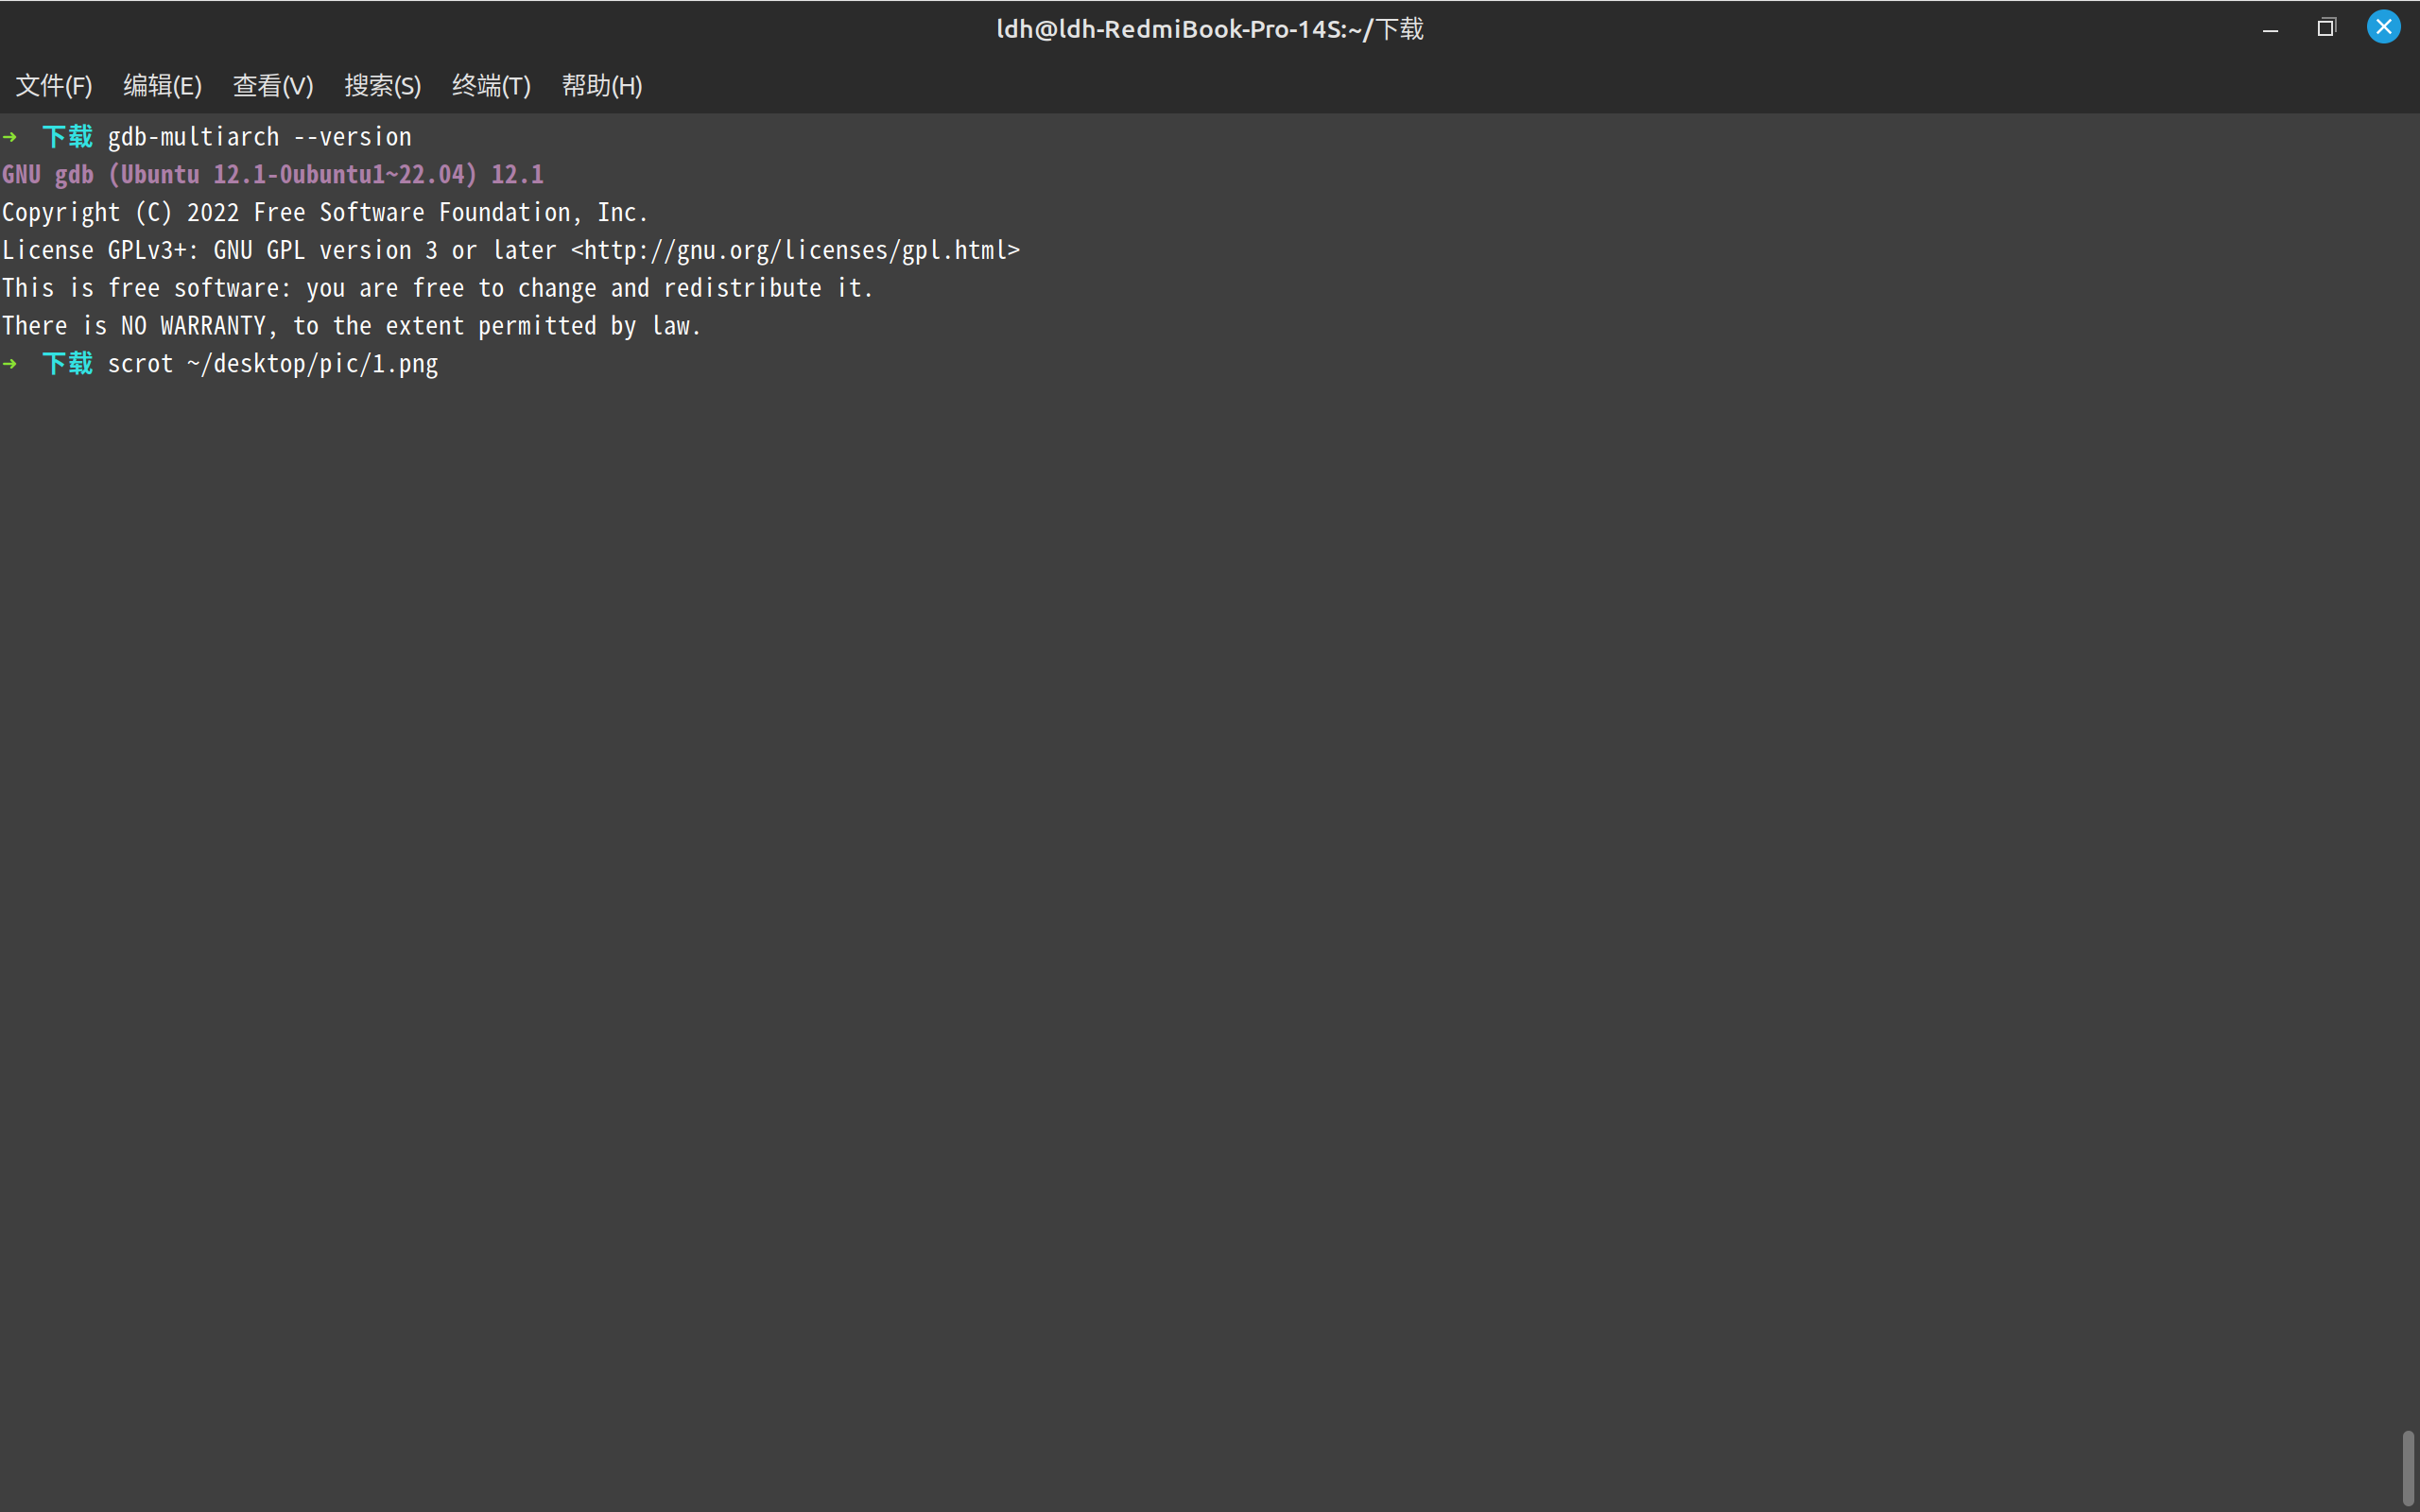 ldh@ldh-RedmiBook-Pro-14S:~/下载
文件(F) 编辑(E) 查看(V) 搜索(S) 终端(T) 帮助(H)
➜ 下载 gdb-multiarch --version
GNU gdb (Ubuntu 12.1-0ubuntu1~22.04) 12.1
Copyright (C) 2022 Free Software Foundation, Inc.
License GPLv3+: GNU GPL version 3 or later <http://gnu.org/licenses/gpl.html>
This is free software: you are free to change and redistribute it.
There is NO WARRANTY, to the extent permitted by law.
➜ 下载 scrot ~/desktop/pic/1.png